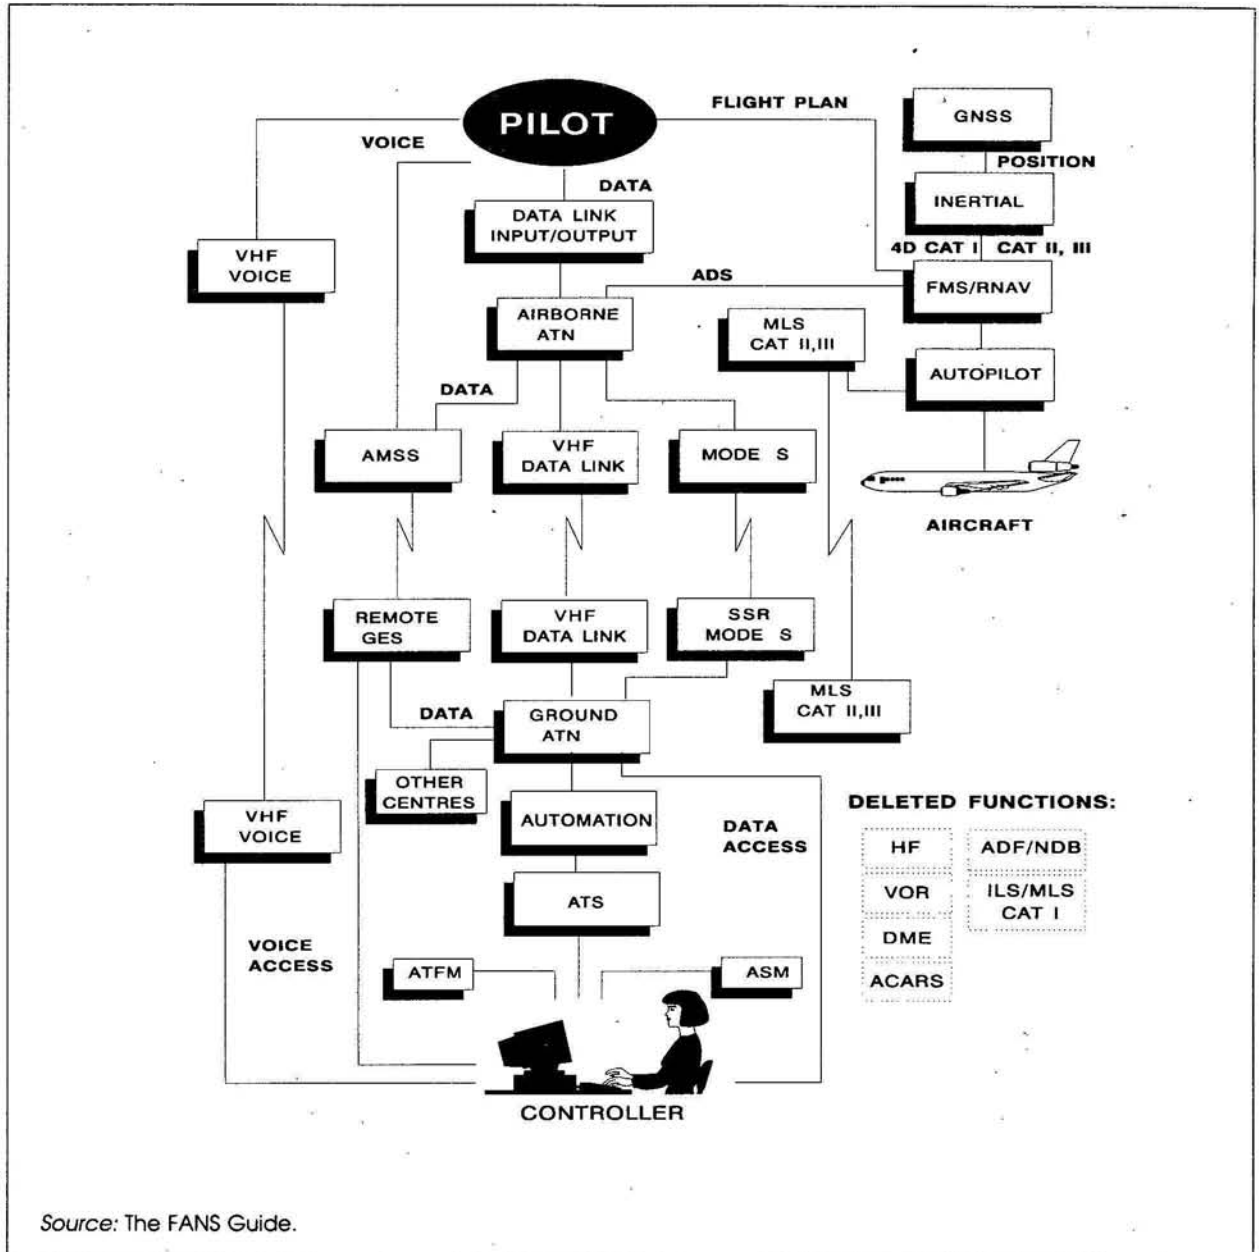 PILOT
FLIGHT PLAN
GNSS
VOICE
POSITION
DATA
INERTIAL
DATA LINK
INPUT/OUTPUT
4D CAT I CAT II, III
VHF
VOICE
ADS
FMS/RNAV
AIRBORNE
ATN
MLS
CAT II,III
AUTOPILOT
DATA
AMSS
VHF
DATA LINK
MODE S
AIRCRAFT
REMOTE
GES
VHF
DATA LINK
SSR
MODE S
MLS
CAT II,III
DATA
GROUND
ATN
OTHER
CENTRES
VHF
VOICE
AUTOMATION
DATA
ACCESS
DELETED FUNCTIONS:
HF
ADF/NDB
VOR
ILS/MLS
CAT I
DME
ACARS
ATS
VOICE
ACCESS
ATFM
ASM
CONTROLLER
Source: The FANS Guide.